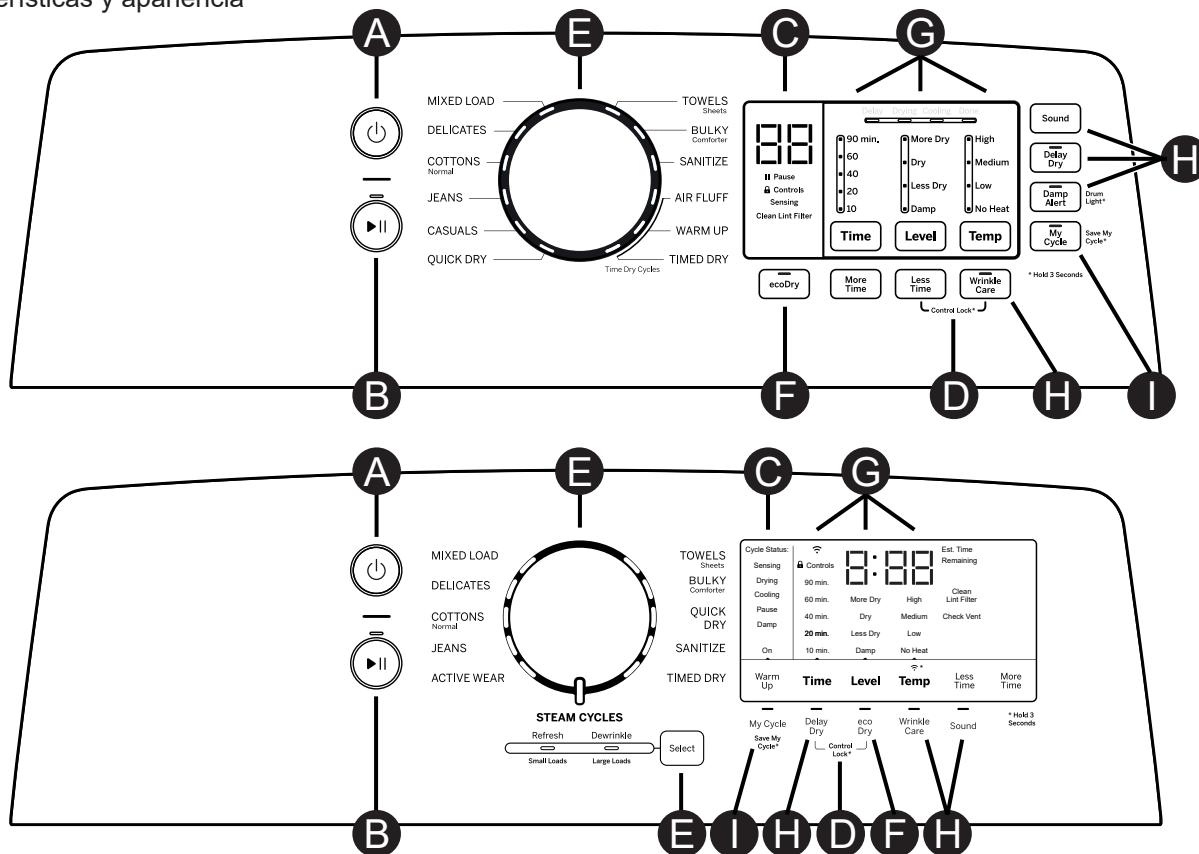 erísticas y apariencia
A
E
C
G
MIXED LOAD
DELICATES
COTTONS
Normal
JEANS
CASUALS
QUICK DRY
TOWELS
Sheets
BULKY
Comforter
SANITIZE
AIR FLUFF
WARM UP
TIMED DRY
Time Dry Cycles
88
Pause
Controls
Sensing
Clean Lint Filter
Delay Drying Cooling Done
90 min.
60
40
20
10
More Dry
Dry
Less Dry
Damp
High
Medium
Low
No Heat
Time
Level
Temp
Sound
Delay
Dry
Damp
Alert
Drum
Light*
My
Cycle
Save My
Cycle*
* Hold 3 Seconds
H
ecoDry
More
Time
Less
Time
Wrinkle
Care
Control Lock*
B
F
D
H
I
A
E
C
G
MIXED LOAD
DELICATES
COTTONS
Normal
JEANS
ACTIVE WEAR
TOWELS
Sheets
BULKY
Comforter
QUICK
DRY
SANITIZE
TIMED DRY
STEAM CYCLES
Refresh
Dewrinkle
Small Loads
Large Loads
Select
Cycle Status:
Sensing
Drying
Cooling
Pause
Damp
On
Controls
90 min.
60 min.
40 min.
20 min.
10 min.
8:88
More Dry
Dry
Less Dry
Damp
High
Medium
Low
No Heat
Est. Time
Remaining
Clean
Lint Filter
Check Vent
Warm
Up
Time
Level
*
Temp
Less
Time
More
Time
My Cycle
Save My
Cycle*
Delay
Dry
eco
Dry
Control
Lock*
Wrinkle
Care
Sound
* Hold 3
Seconds
B
E
I
H
D
F
H